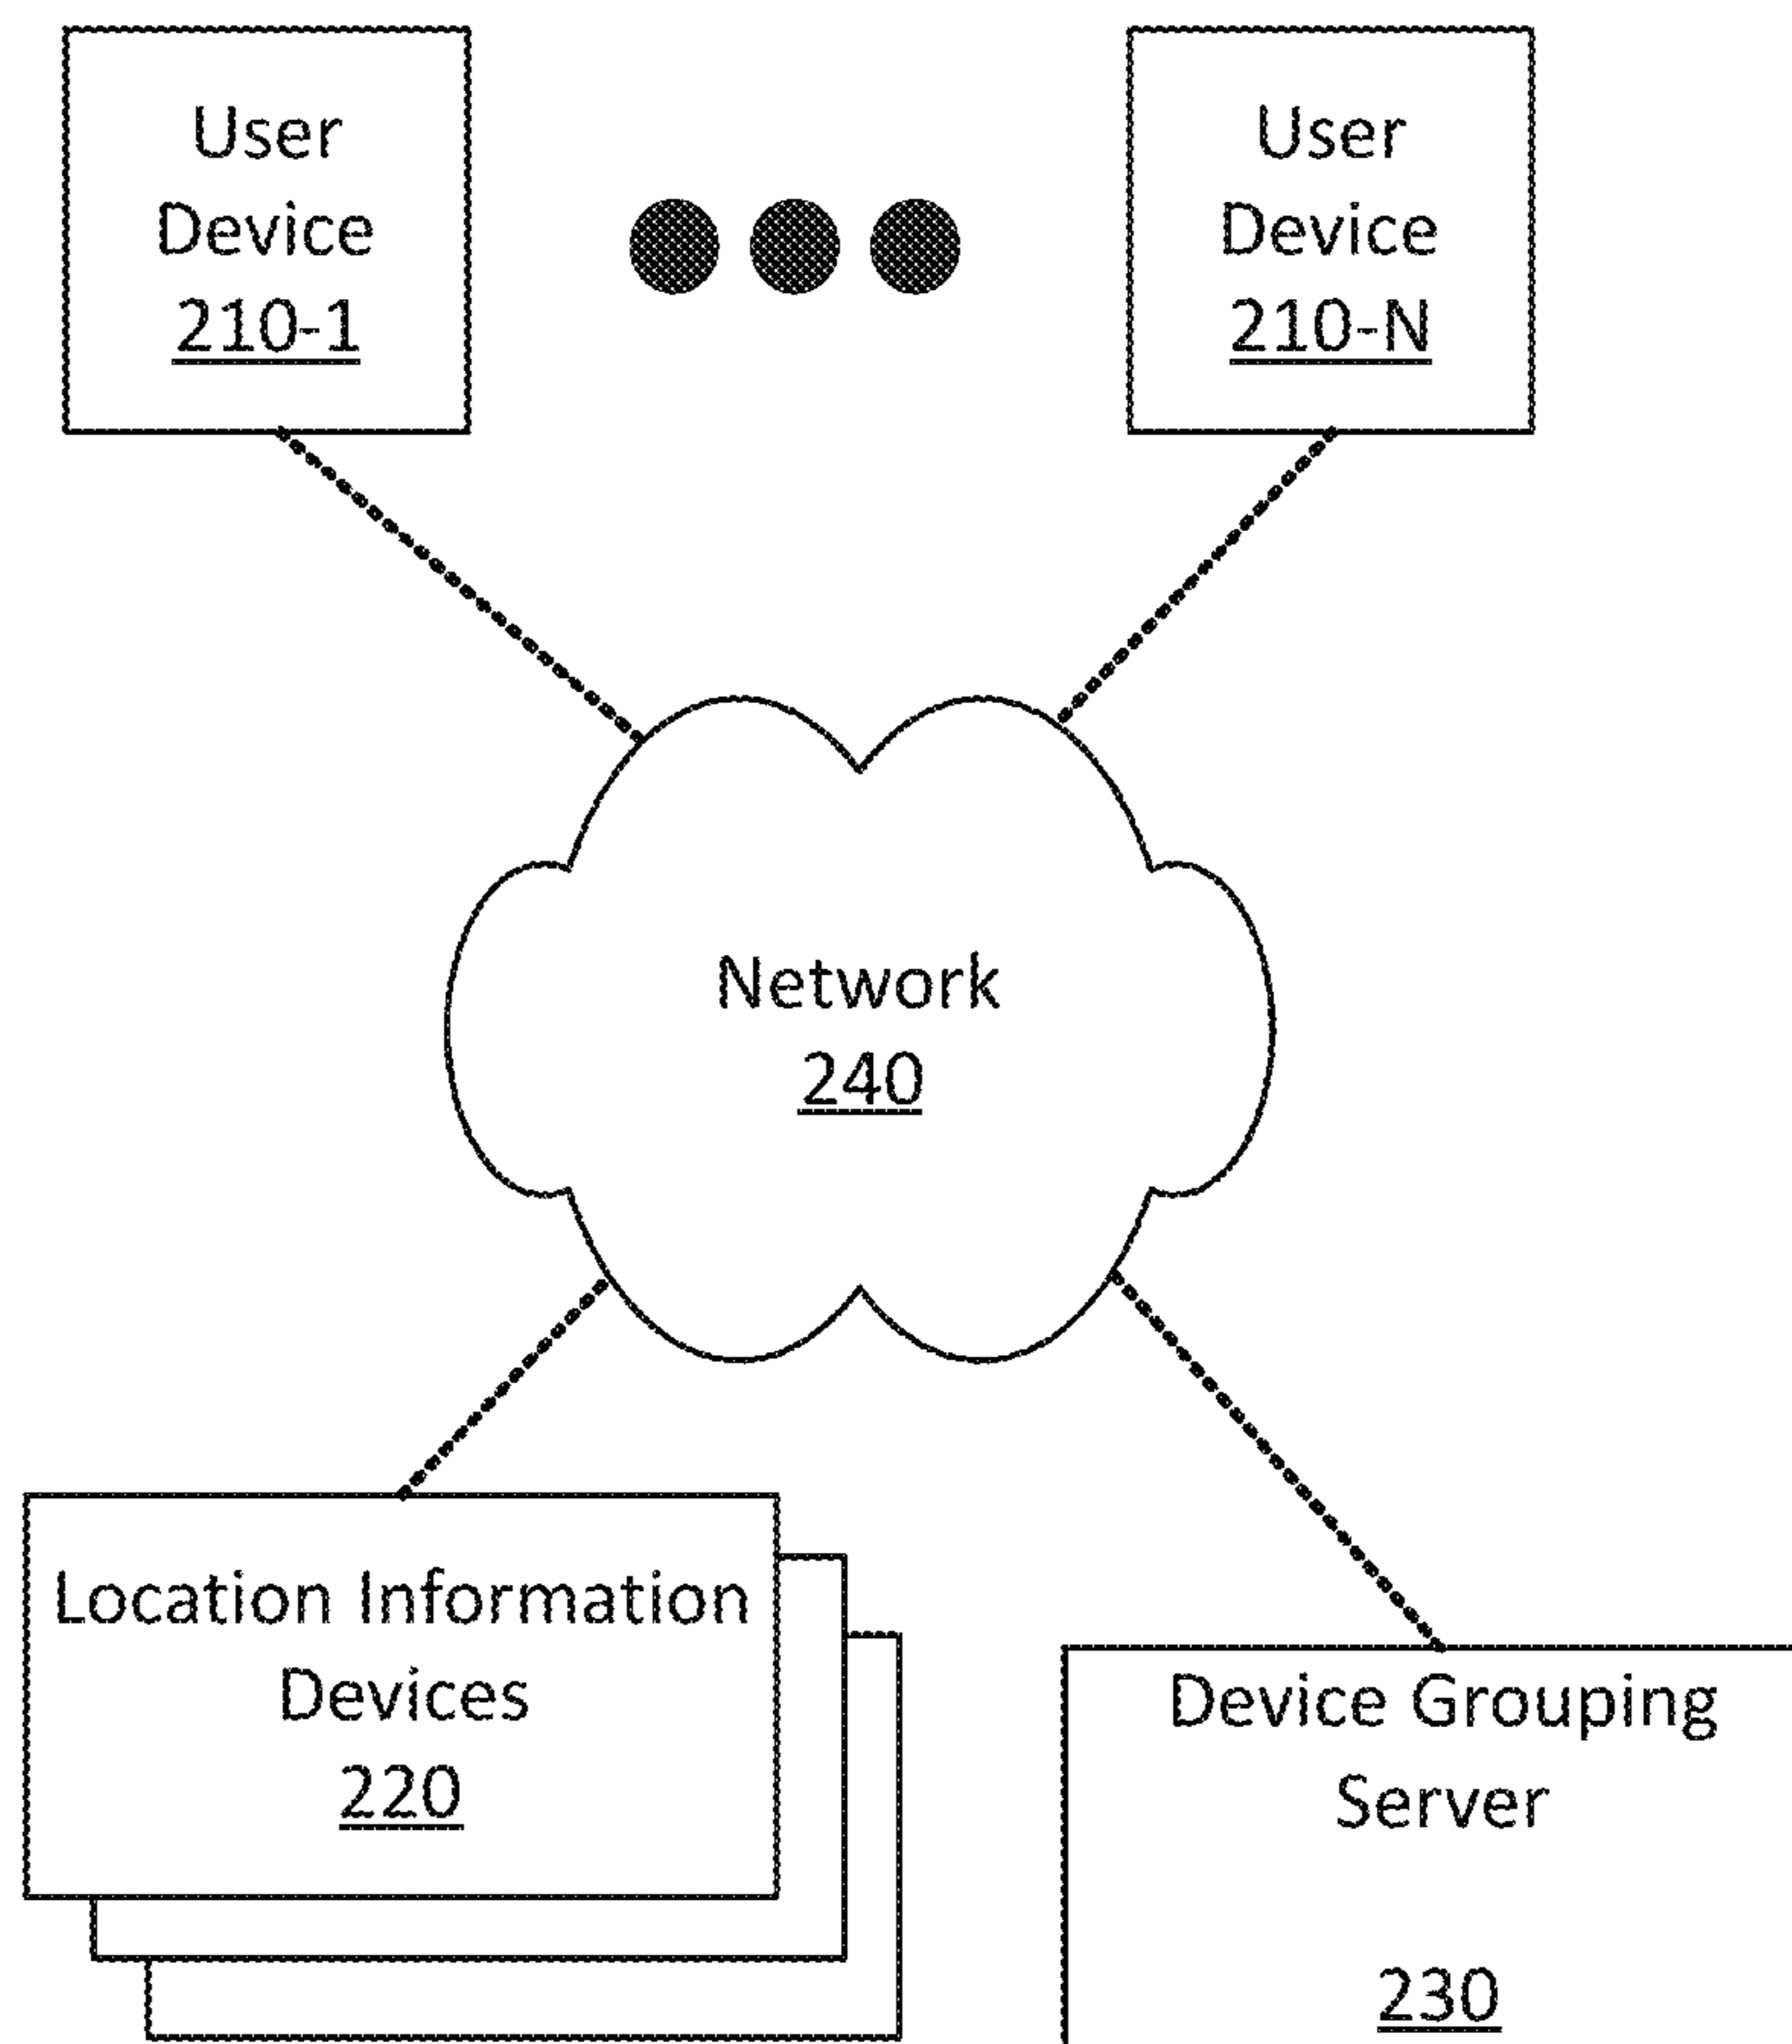 User
Device
210-1
User
Device
210-N
Network
240
Location Information
Devices
220
Device Grouping
Server
230